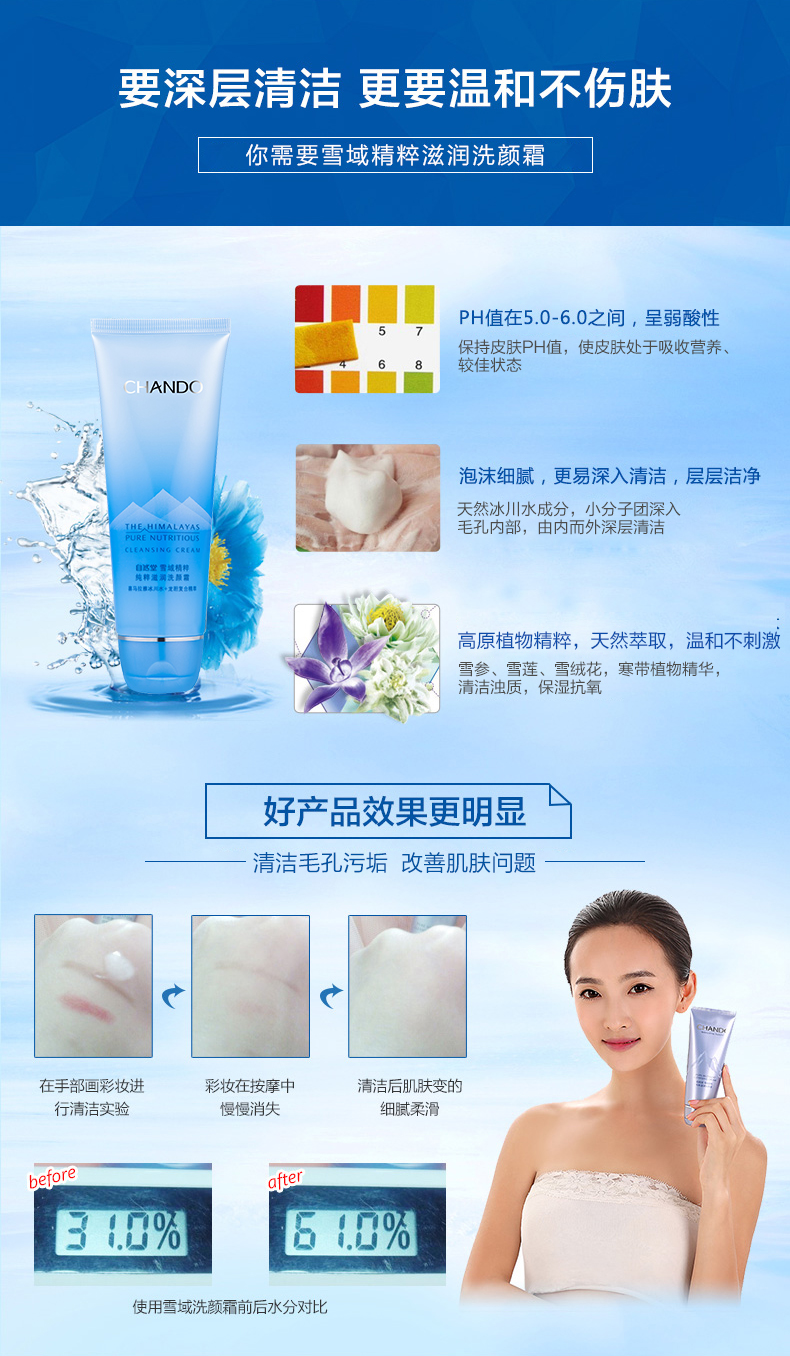 要深层清洁 更要温和不伤肤
你需要雪域精粹滋润洗颜霜
CHANDO
THE HIMALAYAS
PURE NUTRITIOUS
CLEANSING CREAM
自然堂 雪域精粹
纯粹滋润洗颜霜
5 7
4 6 8
PH值在5.0-6.0之间，呈弱酸性
保持皮肤PH值，使皮肤处于吸收营养、
较佳状态
泡沫细腻，更易深入清洁，层层洁净
天然冰川水成分，小分子团深入
毛孔内部，由内而外深层清洁
高原植物精粹，天然萃取，温和不刺激
雪参、雪莲、雪绒花，寒带植物精华，
清洁浊质，保湿抗氧
好产品效果更明显
清洁毛孔污垢 改善肌肤问题
在手部画彩妆进
行清洁实验
彩妆在按摩中
慢慢消失
清洁后肌肤变的
细腻柔滑
CHANDO
before
31.0%
after
61.0%
使用雪域洗颜霜前后水分对比